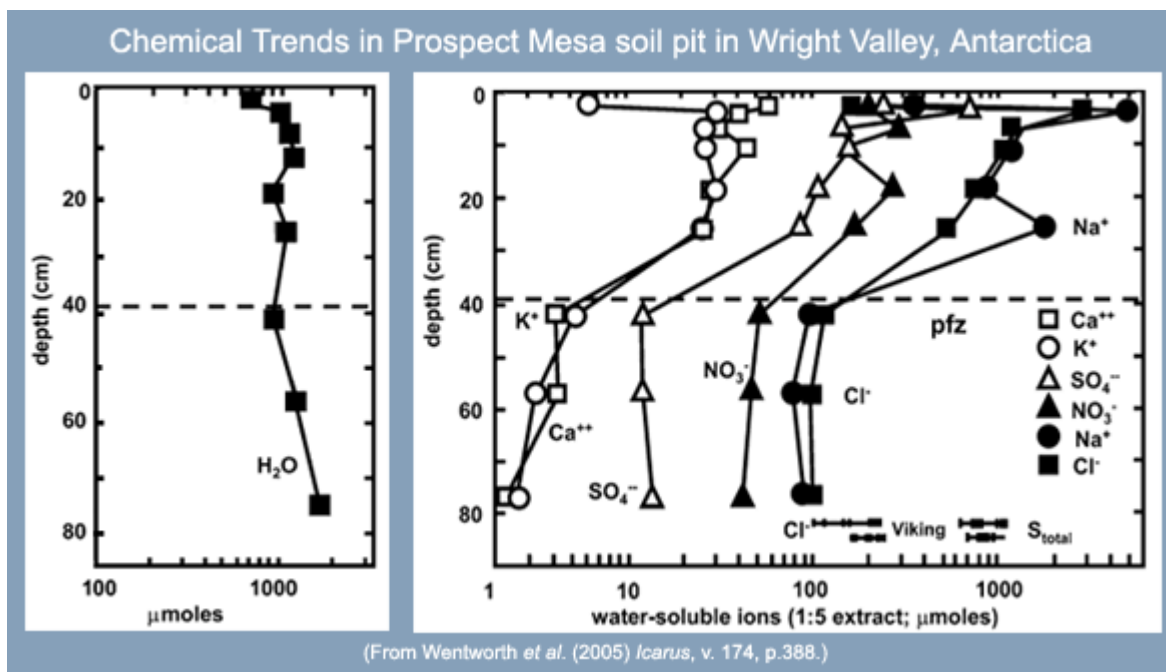 Chemical Trends in Prospect Mesa soil pit in Wright Valley, Antarctica
0
20
40
60
80
depth (cm)
H₂O
100
1000
μmoles
0
20
40
60
80
depth (cm)
K⁺
Ca⁺⁺
SO₄⁻⁻
NO₃⁻
Cl⁻
Na⁺
pfz
Ca⁺⁺
K⁺
SO₄⁻⁻
NO₃⁻
Na⁺
Cl⁻
Cl⁻ Viking S total
1 10 100 1000
water-soluble ions (1:5 extract; μmoles)
(From Wentworth et al. (2005) Icarus, v. 174, p.388.)